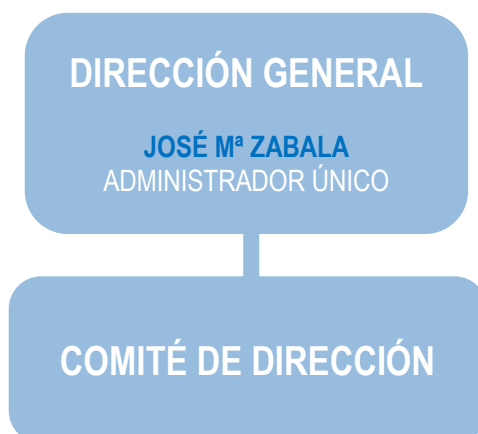 DIRECCIÓN GENERAL
JOSÉ Mª ZABALA
ADMINISTRADOR ÚNICO
COMITÉ DE DIRECCIÓN